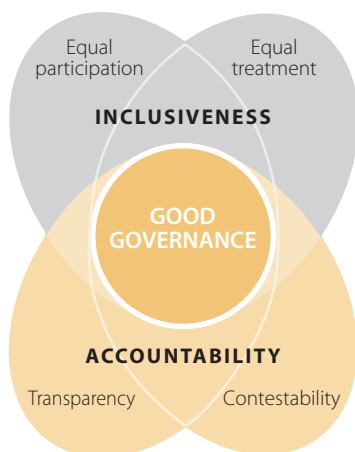 Equal participation
Equal treatment
INCLUSIVENESS
GOOD
GOVERNANCE
ACCOUNTABILITY
Transparency
Contestability